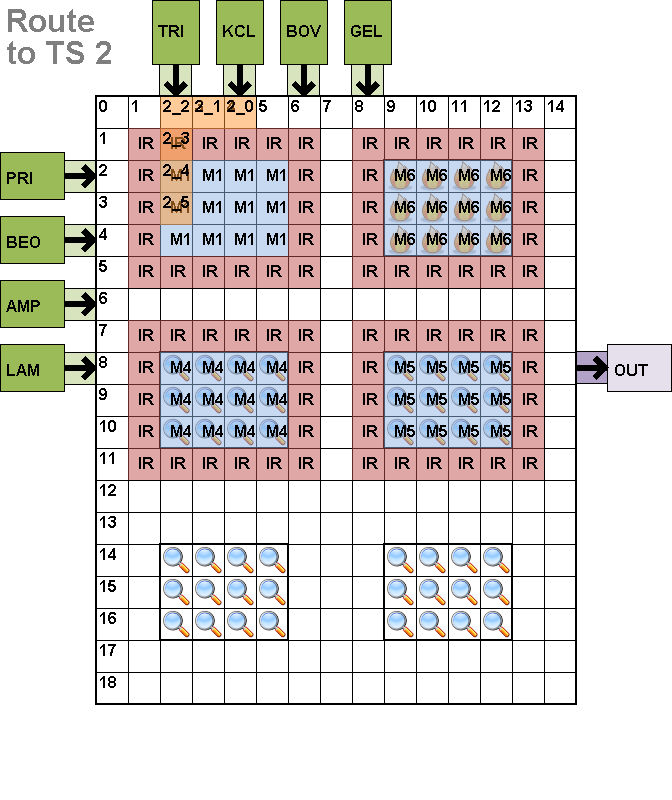 Route
to TS 2
TRI KCL BOV GEL
0 1 2_2 2_1 2_0 5 6 7 8 9 10 11 12 13 14
1 IR 2_3 IR IR IR IR IR IR IR IR IR IR
PRI 2 IR 2_4 M1 M1 M1 IR IR M6 M6 M6 M6 IR
3 IR 2_5 M1 M1 M1 IR IR M6 M6 M6 M6 IR
BEO 4 IR M1 M1 M1 M1 IR IR M6 M6 M6 M6 IR
5 IR IR IR IR IR IR IR IR IR IR IR IR
AMP 6
7 IR IR IR IR IR IR IR IR IR IR IR IR
LAM 8 IR M4 M4 M4 M4 IR IR M5 M5 M5 M5 IR OUT
9 IR M4 M4 M4 M4 IR IR M5 M5 M5 M5 IR
10 IR M4 M4 M4 M4 IR IR M5 M5 M5 M5 IR
11 IR IR IR IR IR IR IR IR IR IR IR IR
12
13
14
15
16
17
18